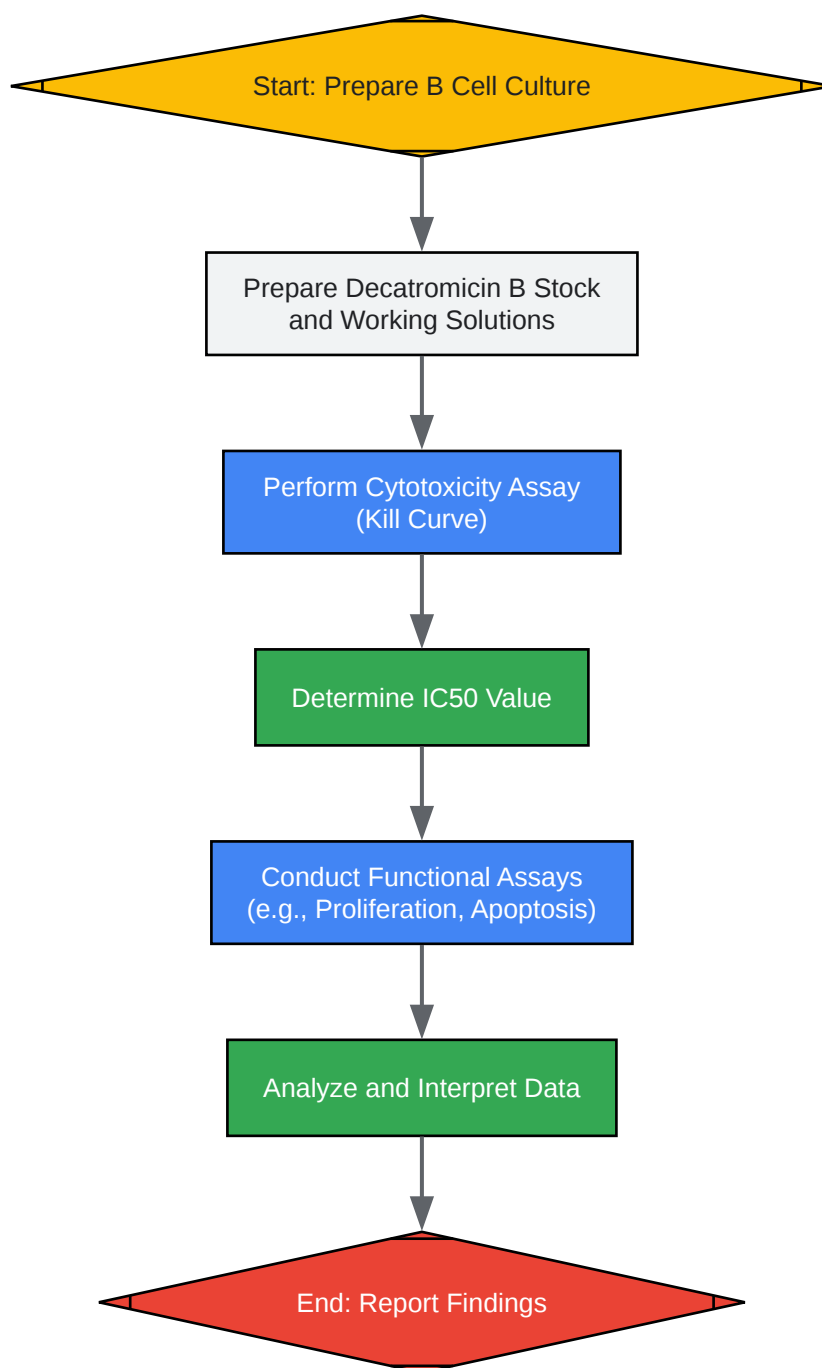 Start: Prepare B Cell Culture
Prepare Decatromicin B Stock
and Working Solutions
Perform Cytotoxicity Assay
(Kill Curve)
Determine IC50 Value
Conduct Functional Assays
(e.g., Proliferation, Apoptosis)
Analyze and Interpret Data
End: Report Findings